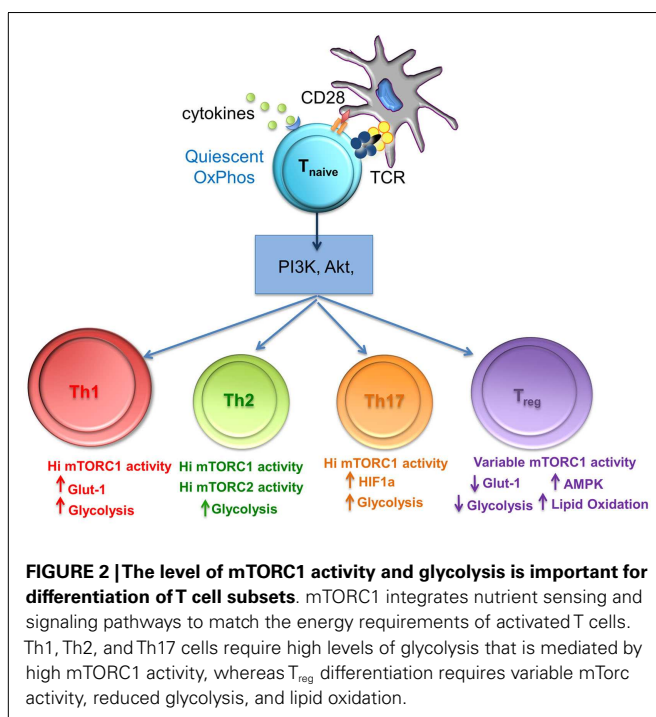 cytokines
CD28
Quiescent
OxPhos
Tnaive
TCR
PI3K, Akt,
Th1
Th2
Th17
Treg
Hi mTORC1 activity
↑ Glut-1
↑ Glycolysis
Hi mTORC1 activity
Hi mTORC2 activity
↑ Glycolysis
Hi mTORC1 activity
↑ HIF1a
↑ Glycolysis
Variable mTORC1 activity
↓ Glut-1 ↑ AMPK
↓ Glycolysis ↑ Lipid Oxidation
FIGURE 2 | The level of mTORC1 activity and glycolysis is important for
differentiation of T cell subsets. mTORC1 integrates nutrient sensing and
signaling pathways to match the energy requirements of activated T cells.
Th1, Th2, and Th17 cells require high levels of glycolysis that is mediated by
high mTORC1 activity, whereas Treg differentiation requires variable mTorc
activity, reduced glycolysis, and lipid oxidation.